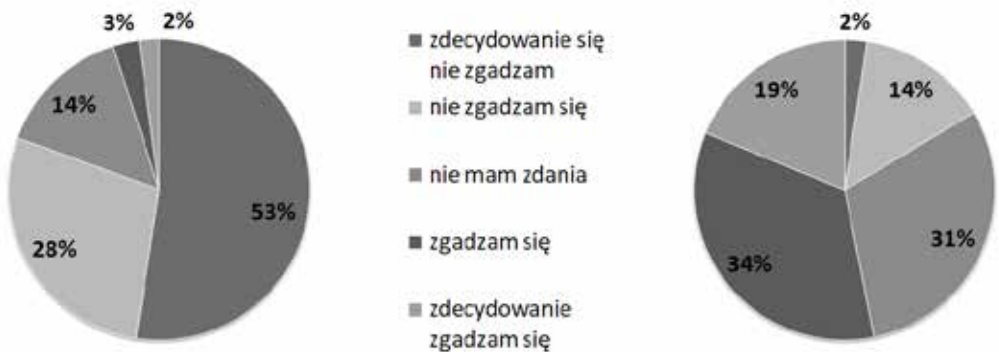 3%
2%
14%
53%
28%
zdecydowanie się
nie zgadzam
nie zgadzam się
nie mam zdania
zgadzam się
zdecydowanie
zgadzam się
2%
19%
14%
31%
34%